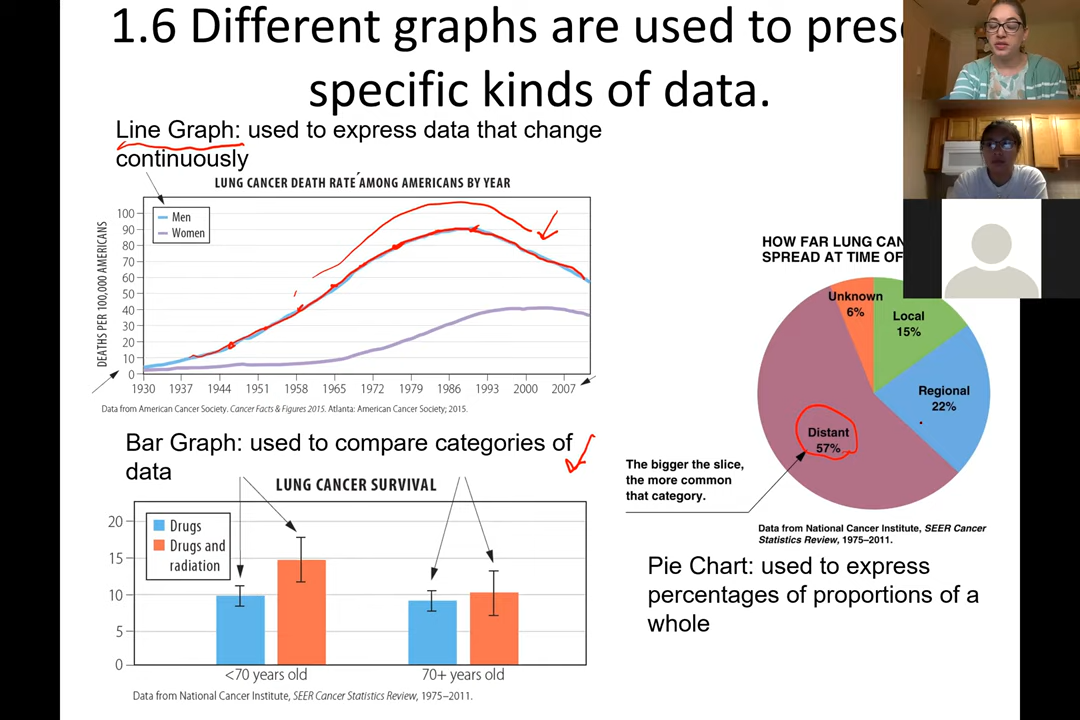 1.6 Different graphs are used to prese
specific kinds of data.
Line Graph: used to express data that change
continuously
LUNG CANCER DEATH RATE AMONG AMERICANS BY YEAR
DEATHS PER 100,000 AMERICANS
100
90
80
70
60
50
40
30
20
10
0
Men
Women
1930 1937 1944 1951 1958 1965 1972 1979 1986 1993 2000 2007
Data from American Cancer Society. Cancer Facts & Figures 2015. Atlanta: American Cancer Society; 2015.
Bar Graph: used to compare categories of
data
LUNG CANCER SURVIVAL
20
15
10
5
0
Drugs
Drugs and
radiation
<70 years old 70+ years old
Data from National Cancer Institute, SEER Cancer Statistics Review, 1975–2011.
HOW FAR LUNG CAN
SPREAD AT TIME OF
Unknown
6%
Local
15%
Regional
22%
Distant
57%
The bigger the slice,
the more common
that category.
Data from National Cancer Institute, SEER Cancer
Statistics Review, 1975–2011.
Pie Chart: used to express
percentages of proportions of a
whole